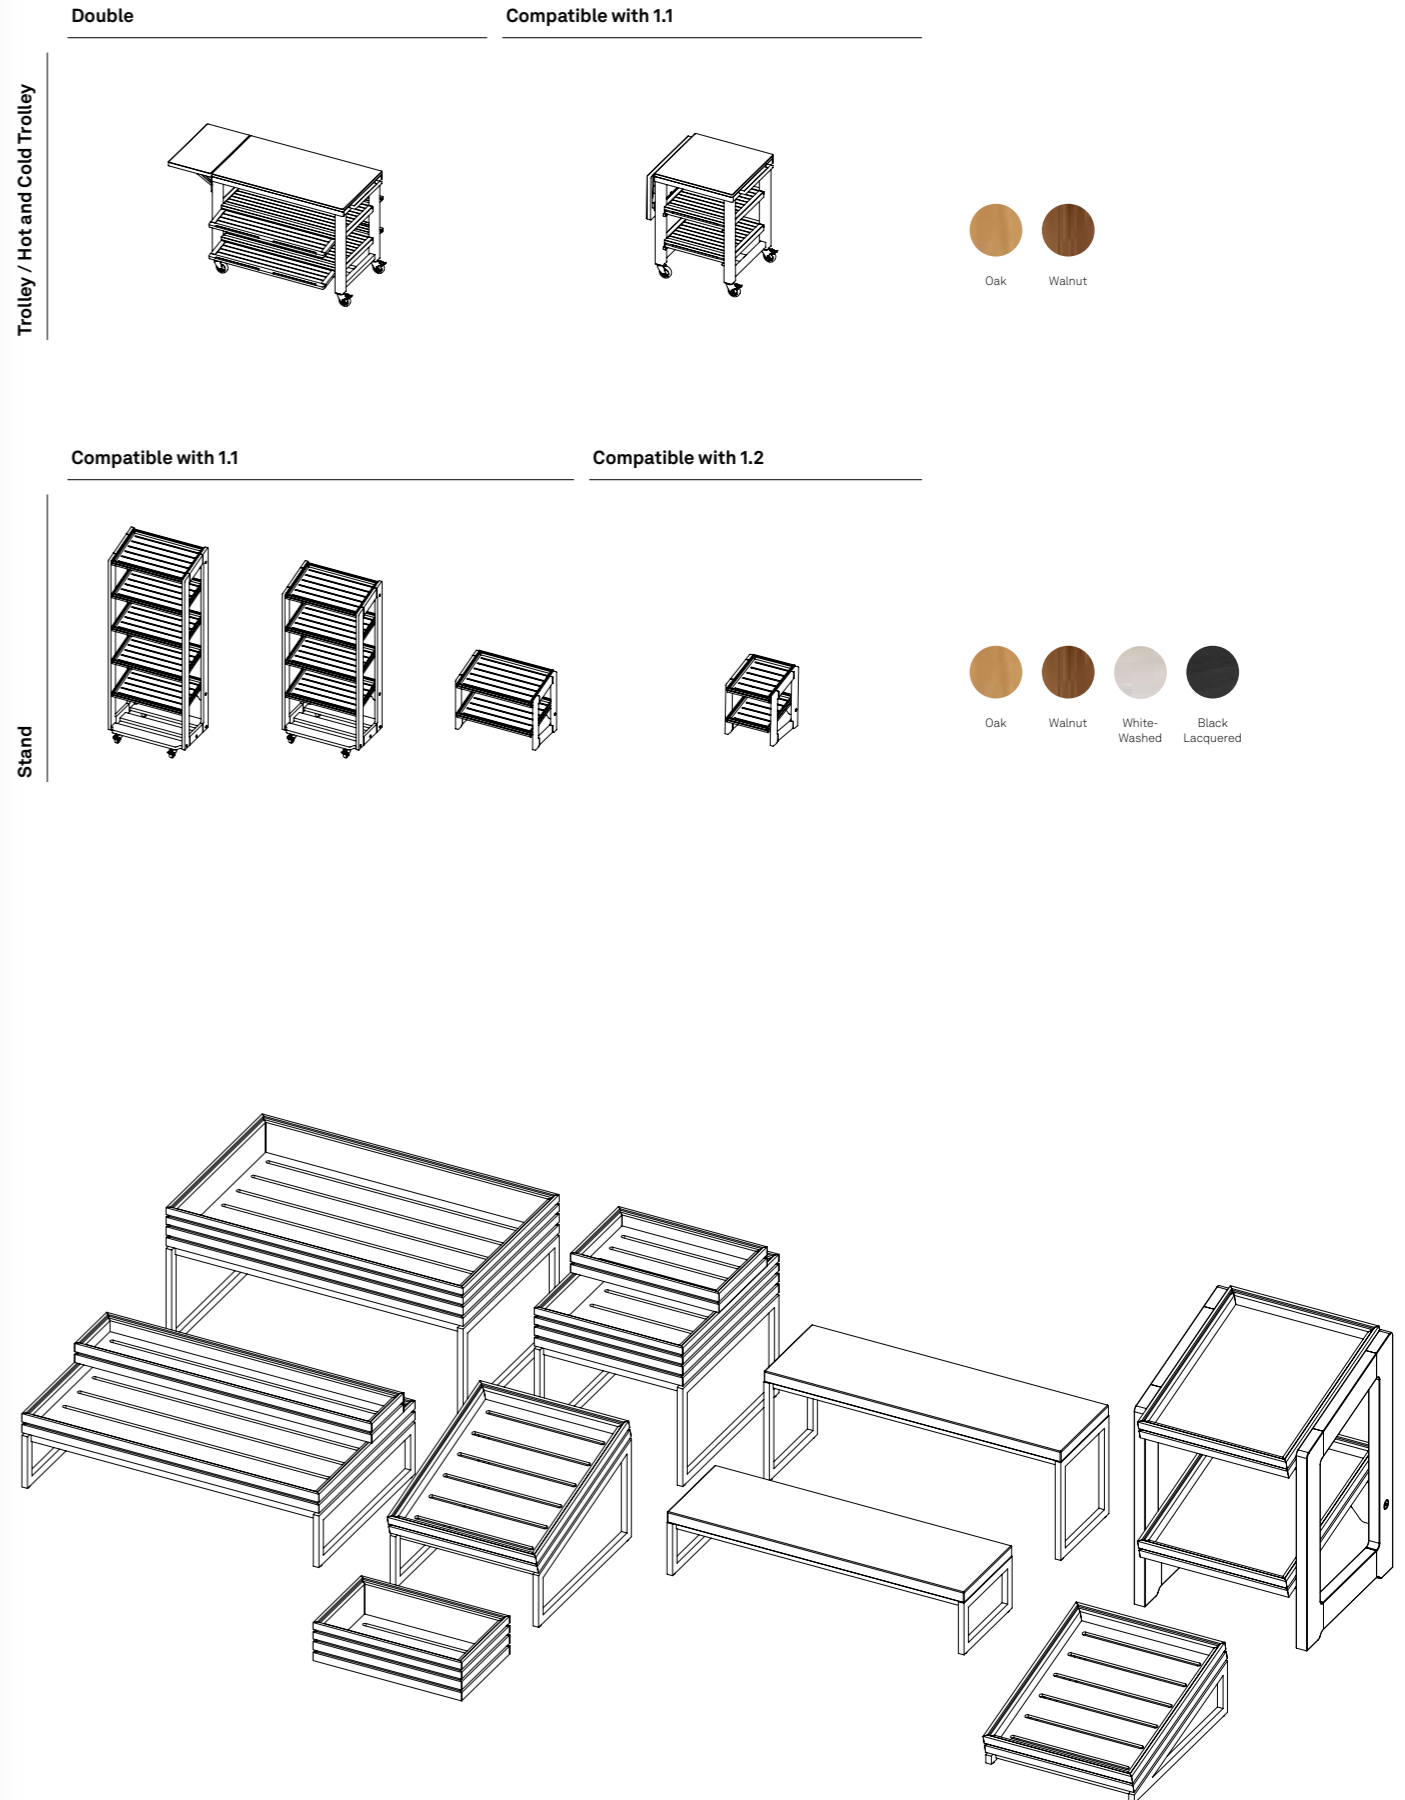 Double
Compatible with 1.1
Trolley / Hot and Cold Trolley
Oak
Walnut
Compatible with 1.1
Compatible with 1.2
Stand
Oak
Walnut
White-
Washed
Black
Lacquered